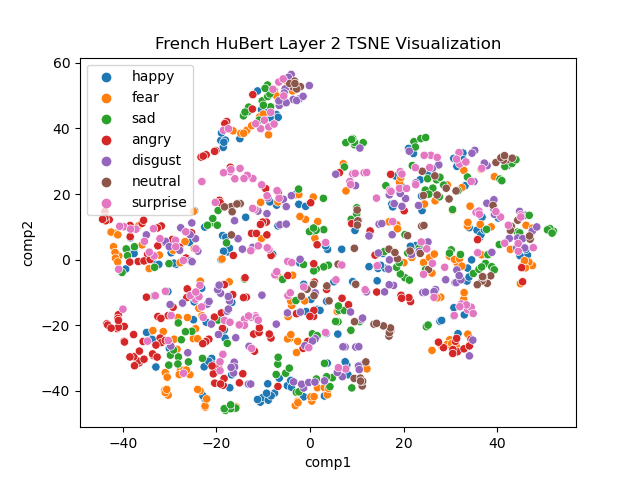 French HuBert Layer 2 TSNE Visualization
happy
fear
sad
angry
disgust
neutral
surprise
60
40
20
0
−20
−40
comp2
−40
−20
0
20
40
comp1